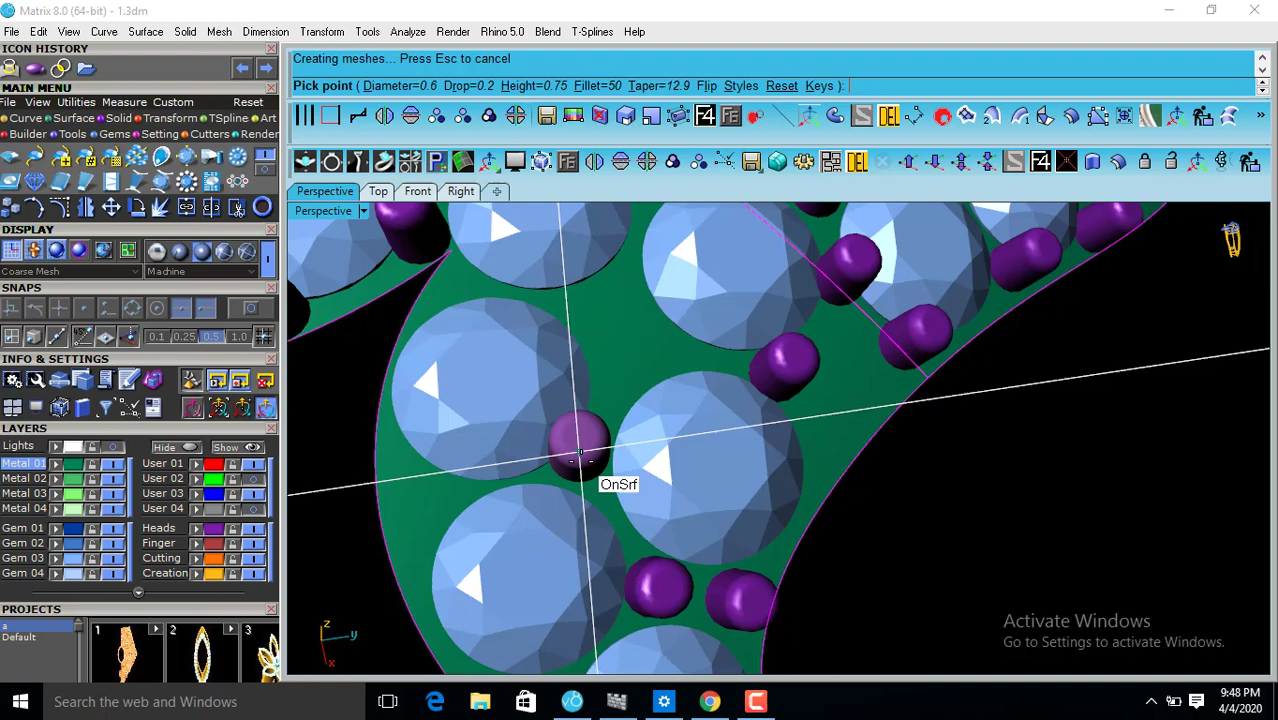 Matrix 8.0 (64-bit) - 1.3dm
File Edit View Curve Surface Solid Mesh Dimension Transform Tools Analyze Render Rhino 5.0 Blend T-Splines Help
ICON HISTORY
Creating meshes... Press Esc to cancel
Pick point ( Diameter=0.6 Drop=0.2 Height=0.75 Fillet=50 Taper=12.9 Flip Styles Reset Keys ):
MAIN MENU
File View Utilities Measure Custom Reset
Curve Surface Solid Transform TSpline Art
Builder Tools Gems Setting Cutters Render
F4 DEL
F4 DEL
Perspective Top Front Right
Perspective
DISPLAY
Coarse Mesh Machine
SNAPS
0.1 0.25 0.5 1.0
INFO & SETTINGS
LAYERS
Lights Hide Show
Metal 01 User 01
Metal 02 User 02
Metal 03 User 03
Metal 04 User 04
Gem 01 Heads
Gem 02 Finger
Gem 03 Cutting
Gem 04 Creation
PROJECTS
a
Default
1 2 3
OnSrf
z
y
x
Activate Windows
Go to Settings to activate Windows.
Search the web and Windows
9:48 PM
4/4/2020